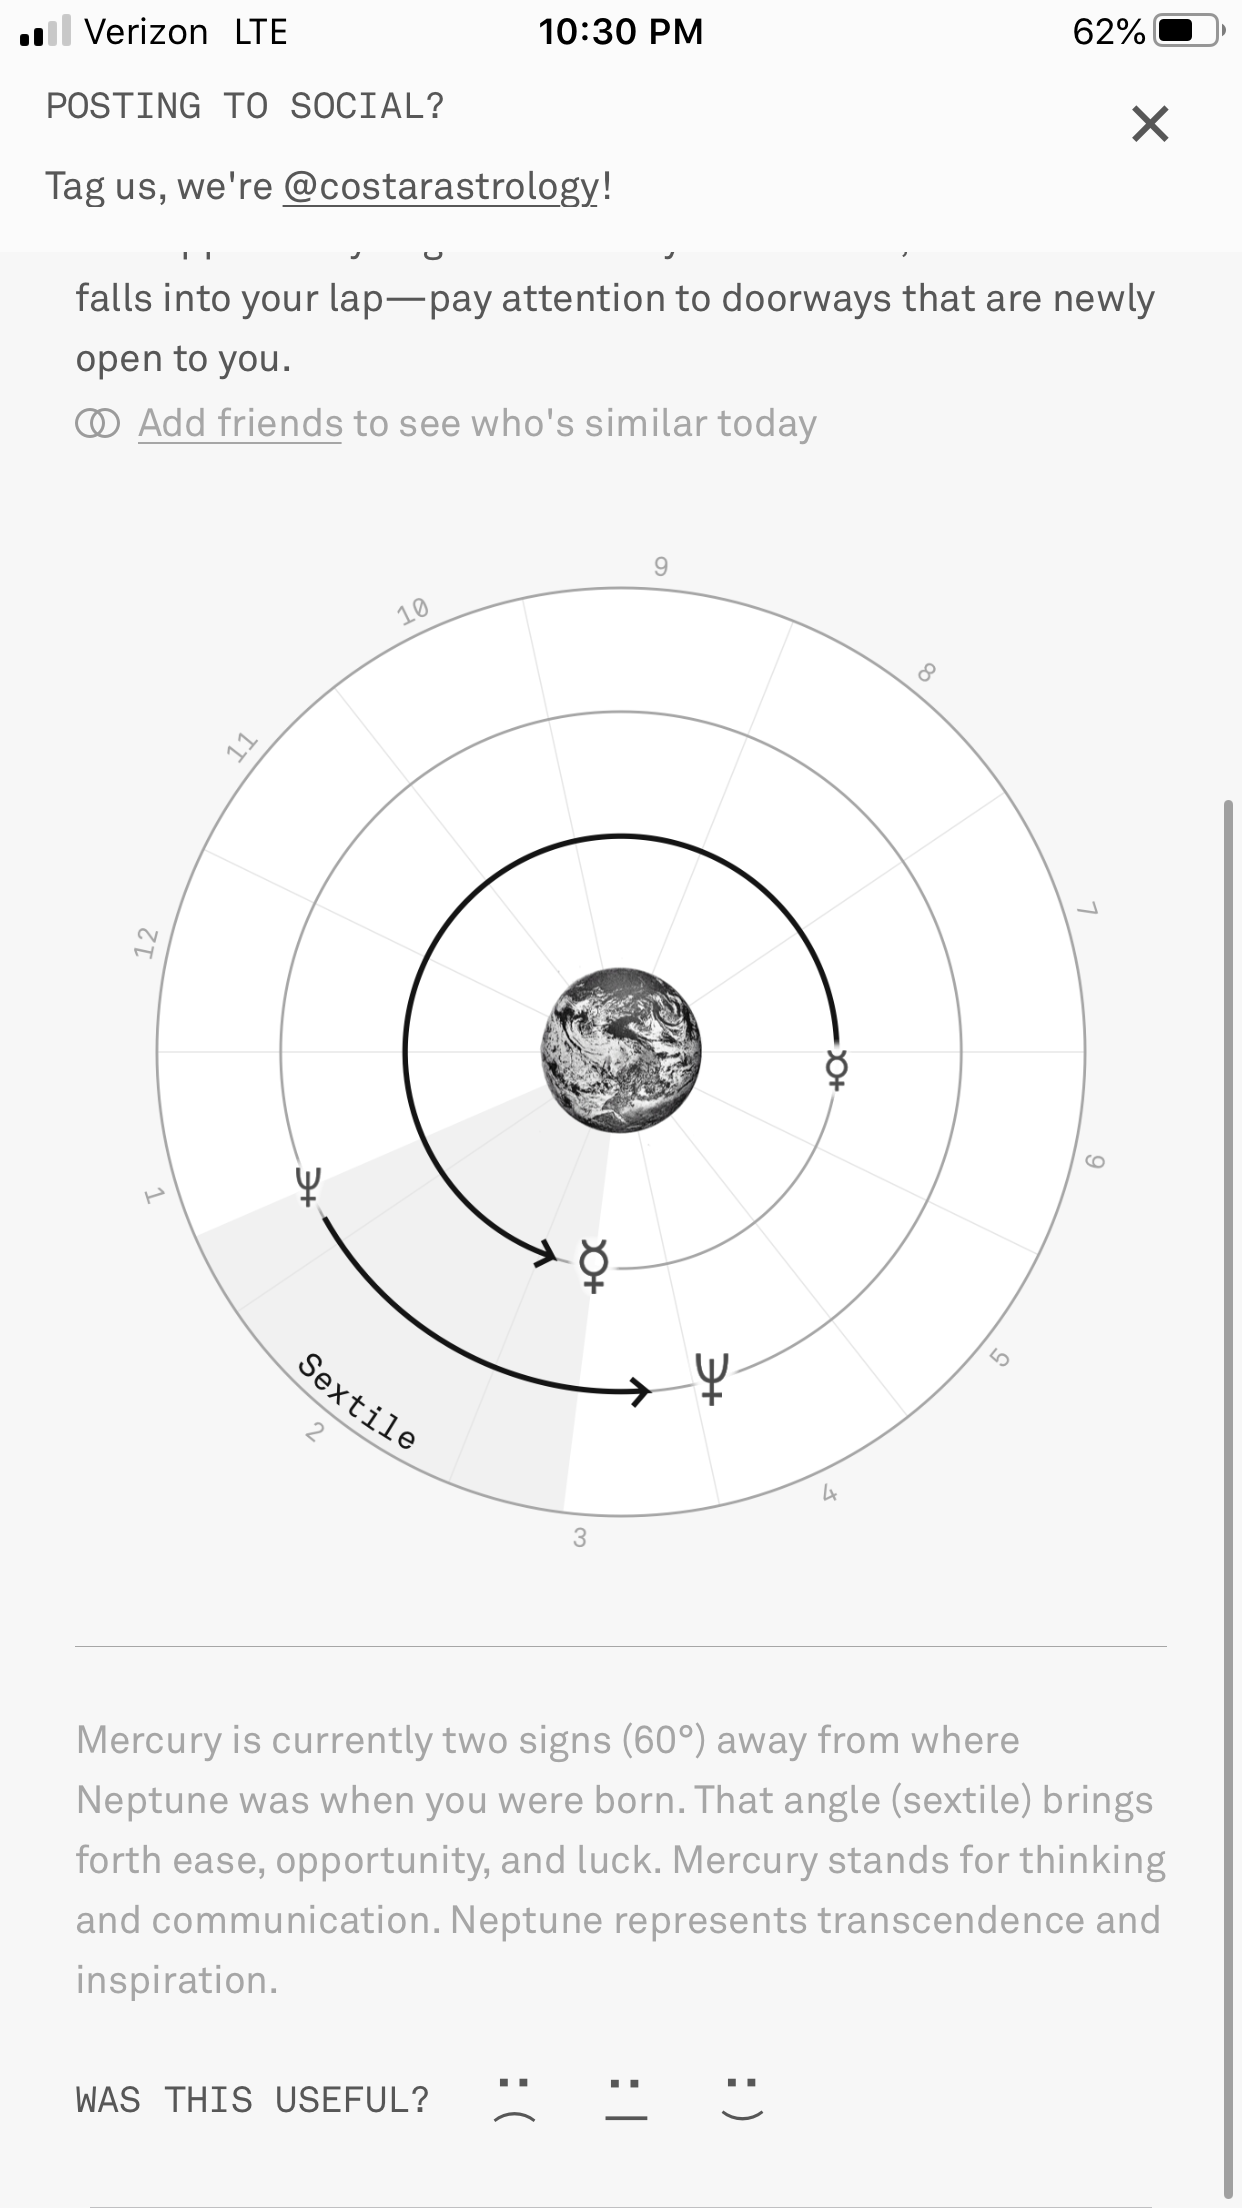 Verizon LTE 10:30 PM 62%
POSTING TO SOCIAL?
Tag us, we're @costarastrology!
falls into your lap—pay attention to doorways that are newly
open to you.
Add friends to see who's similar today
9
10
8
11
7
12
1
6
Sextile
5
2
4
3
Mercury is currently two signs (60°) away from where
Neptune was when you were born. That angle (sextile) brings
forth ease, opportunity, and luck. Mercury stands for thinking
and communication. Neptune represents transcendence and
inspiration.
WAS THIS USEFUL?